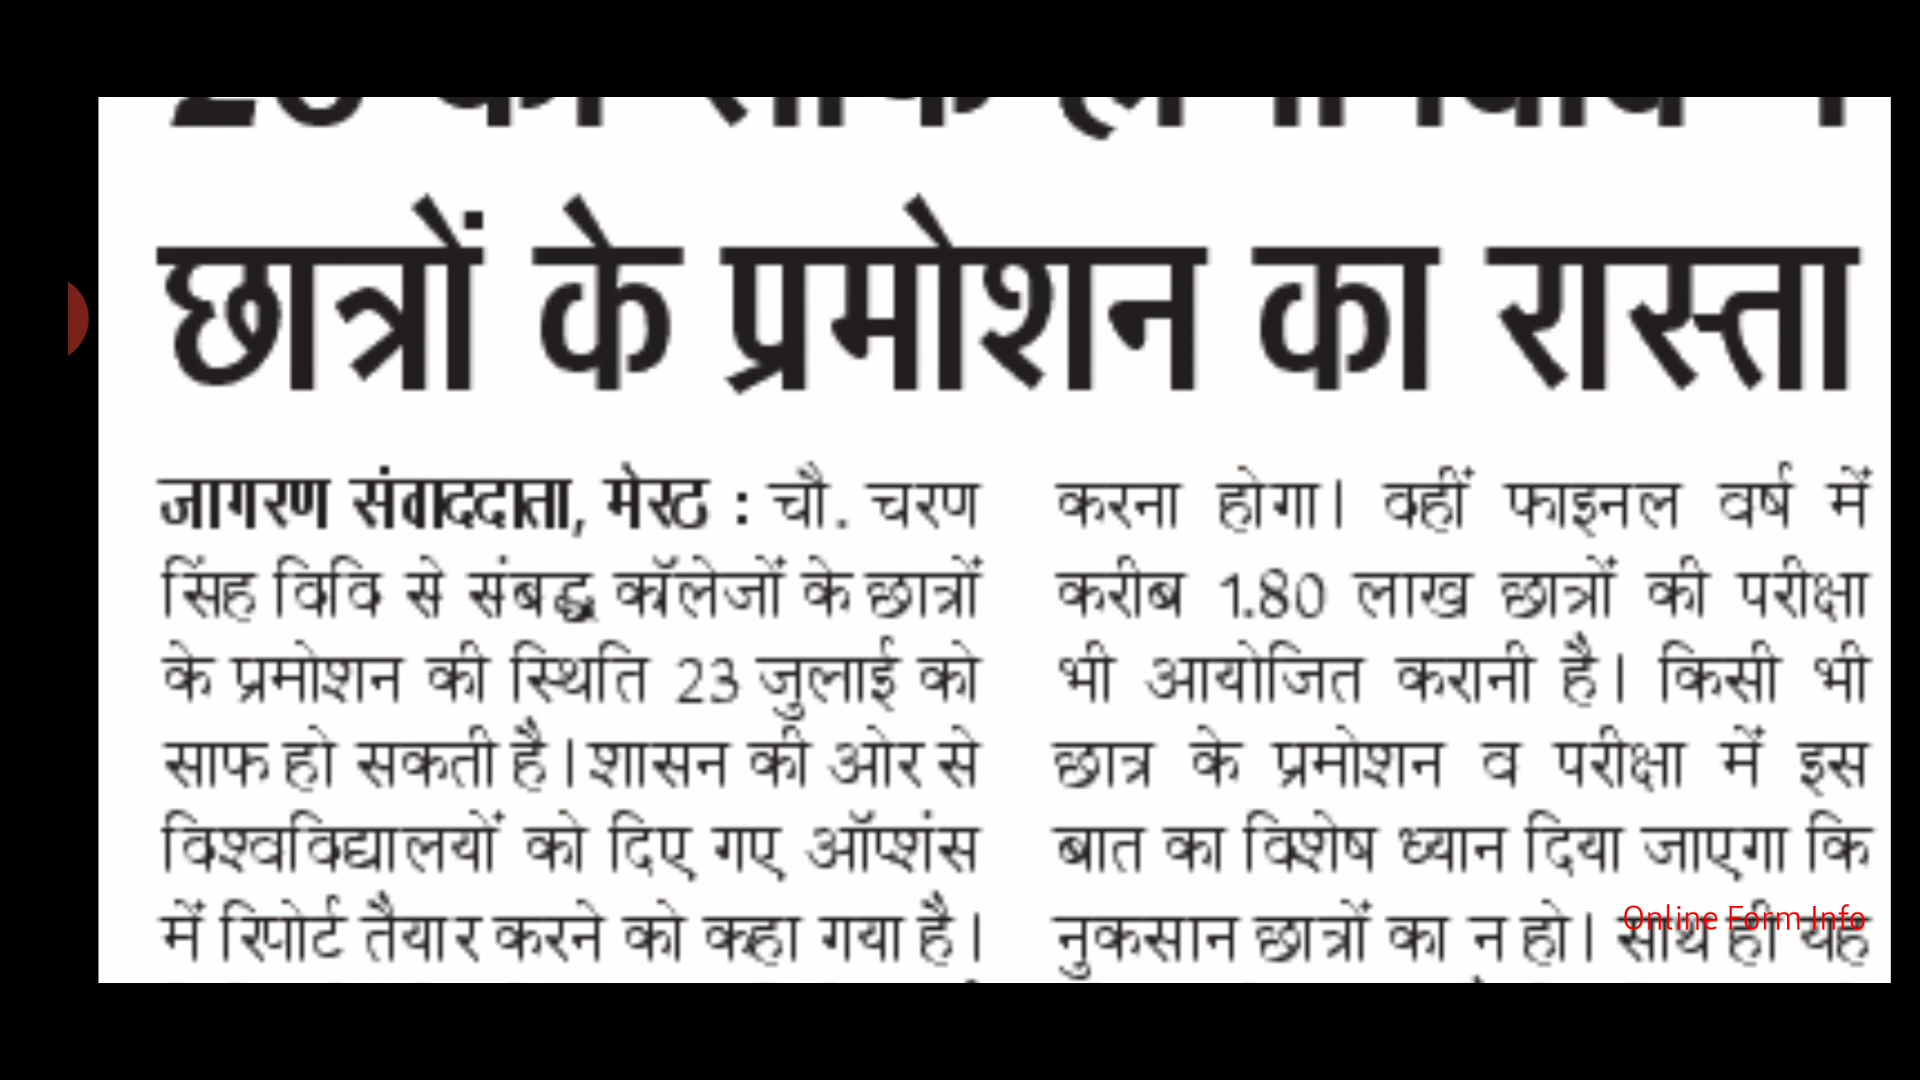 छात्रों के प्रमोशन का रास्ता
जागरण संवाददाता, मेरठ : चौ. चरण
सिंह विवि से संबद्ध कॉलेजों के छात्रों
के प्रमोशन की स्थिति 23 जुलाई को
साफ हो सकती है। शासन की ओर से
विश्वविद्यालयों को दिए गए ऑप्शंस
में रिपोर्ट तैयार करने को कहा गया है।
करना होगा। वहीं फाइनल वर्ष में
करीब 1.80 लाख छात्रों की परीक्षा
भी आयोजित करानी है। किसी भी
छात्र के प्रमोशन व परीक्षा में इस
बात का विशेष ध्यान दिया जाएगा कि
नुकसान छात्रों का न हो। साथ ही यह
Online Form Info